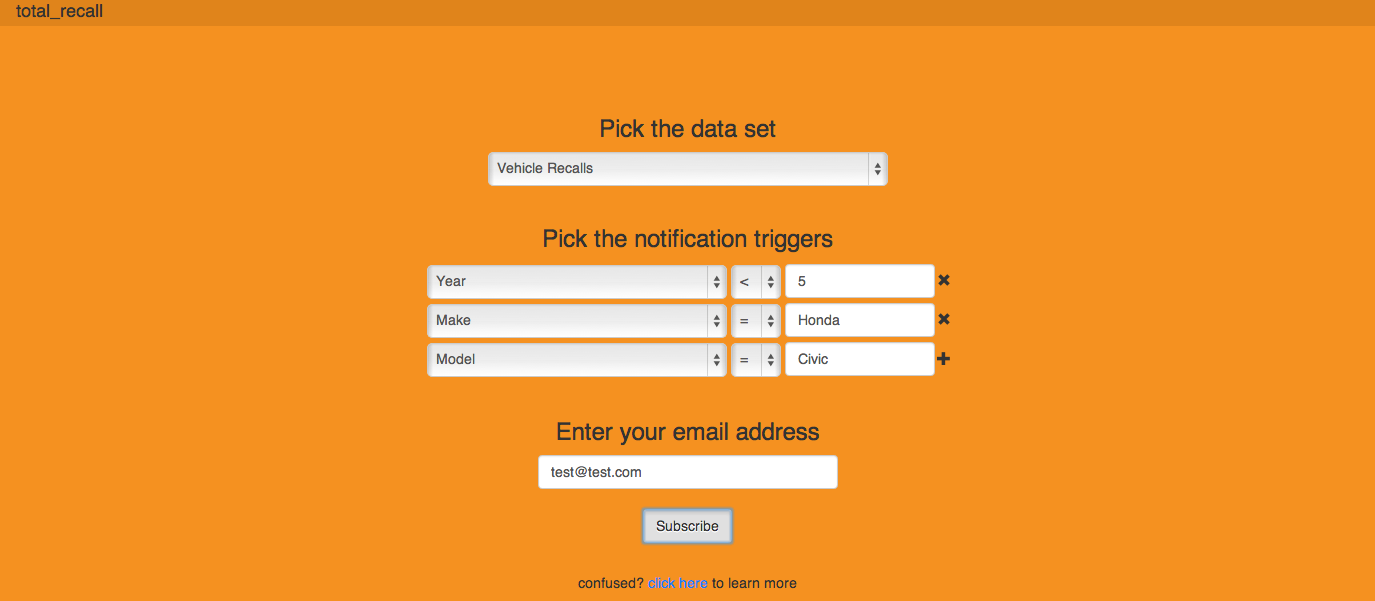 total_recall
Pick the data set
Vehicle Recalls
Pick the notification triggers
Year < 5
Make = Honda
Model = Civic
Enter your email address
test@test.com
Subscribe
confused? click here to learn more